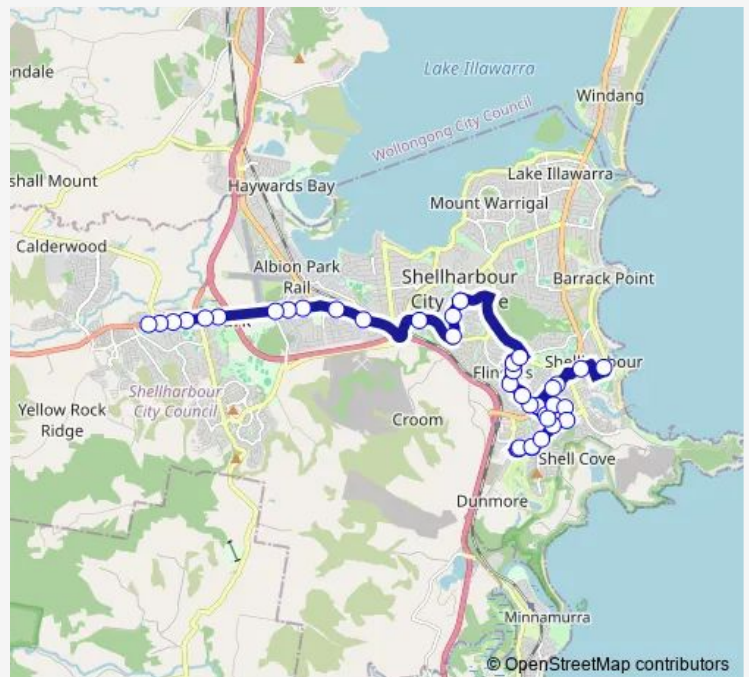 Lake Illawarra
ondale
Windang
Wollongong City Council
Lake Illawarra
shall Mount
Haywards Bay
Mount Warrigal
Calderwood
Albion Park
Rail
Shellharbour
City
Barrack Point
Shellharbour
City Council
Yellow Rock
Ridge
Croom
Shell Cove
Dunmore
Minnamurra
© OpenStreetMap contributors